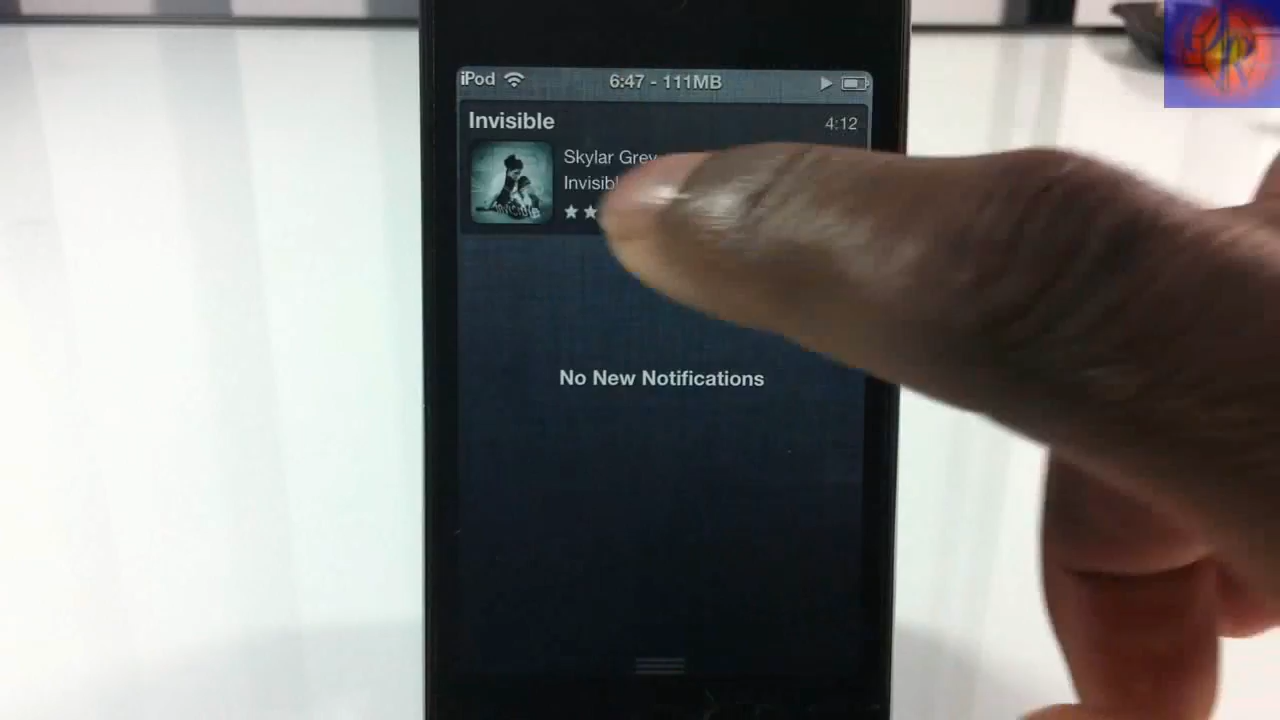 iPod 6:47 - 111MB
Invisible 4:12
Skylar Grey
No New Notifications